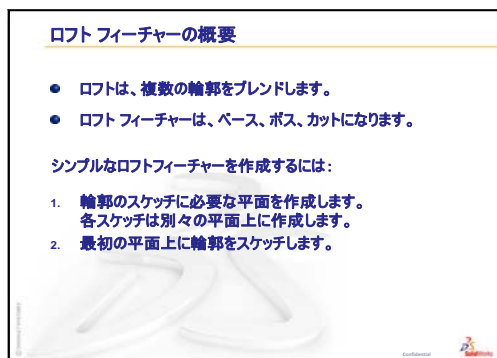 ロフト フィーチャーの概要
ロフトは、複数の輪郭をブレンドします。
ロフト フィーチャーは、ベース、ボス、カットになります。
シンプルなロフトフィーチャーを作成するには：
1. 輪郭のスケッチに必要な平面を作成します。
各スケッチは別々の平面上に作成します。
2. 最初の平面上に輪郭をスケッチします。
Confidential
SolidWorks